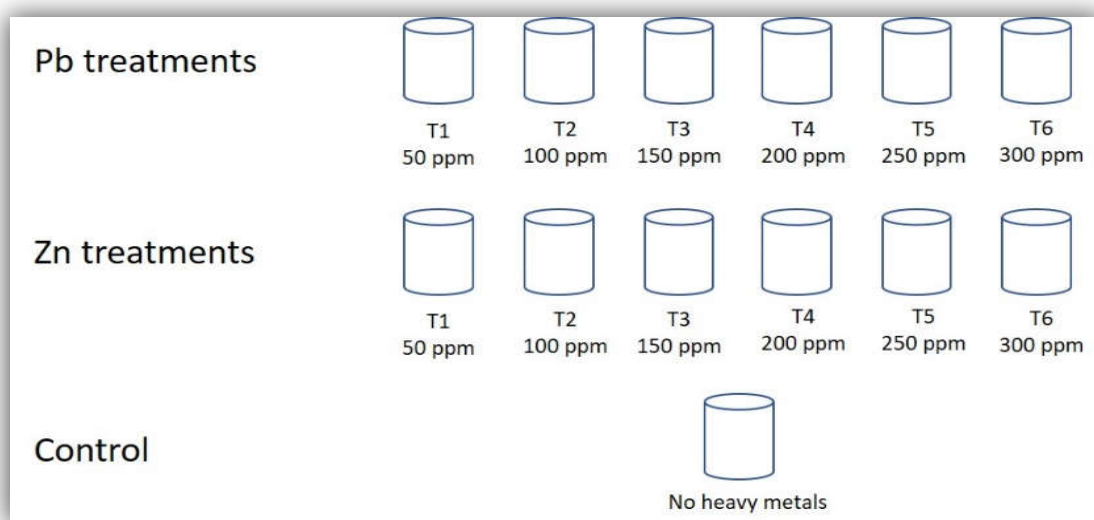 Pb treatments
T1 T2 T3 T4 T5 T6
50 ppm 100 ppm 150 ppm 200 ppm 250 ppm 300 ppm
Zn treatments
T1 T2 T3 T4 T5 T6
50 ppm 100 ppm 150 ppm 200 ppm 250 ppm 300 ppm
Control
No heavy metals